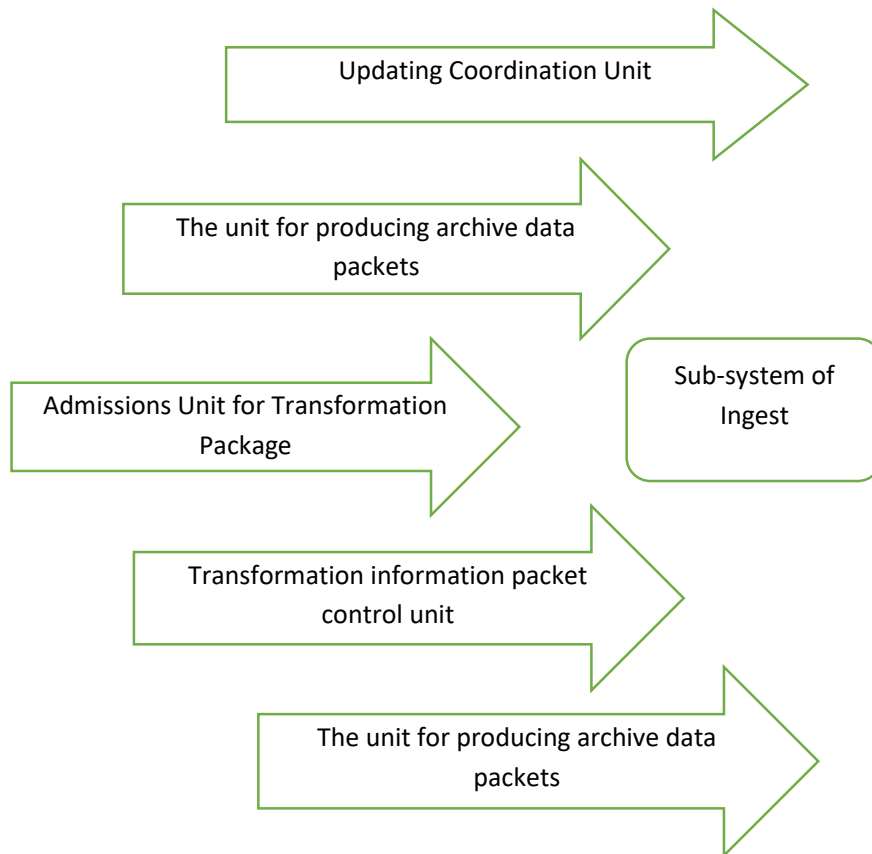 Updating Coordination Unit
The unit for producing archive data
packets
Admissions Unit for Transformation
Package
Sub-system of
Ingest
Transformation information packet
control unit
The unit for producing archive data
packets